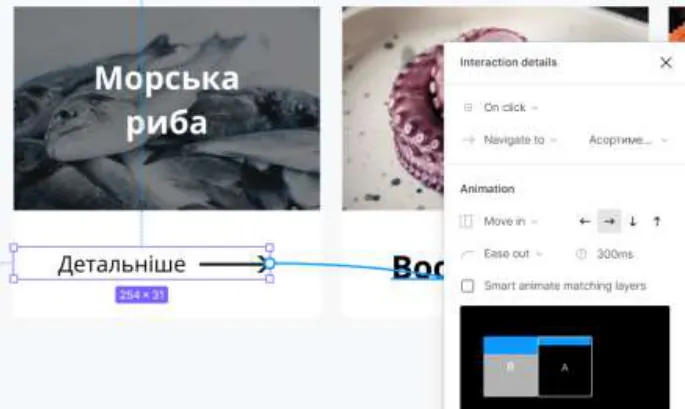 Морська
риба
Детальніше
254 × 31
Interaction details
On click
Navigate to
Асортиме...
Animation
Move in
Ease out
300ms
Smart animate matching layers
B
A